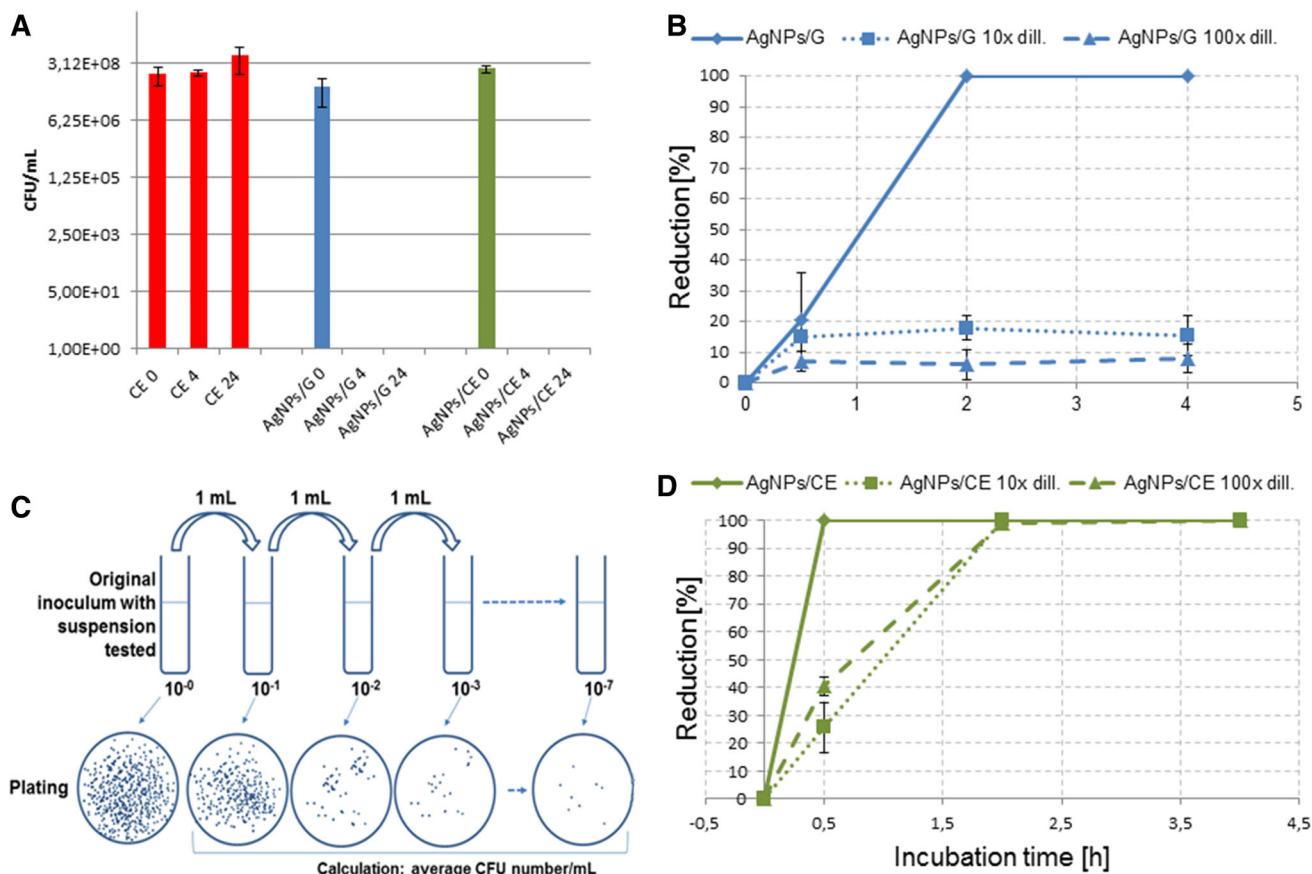 A
CFU/mL
3,12E+08
6,25E+06
1,25E+05
2,50E+03
5,00E+01
1,00E+00
CE 0
CE 4
CE 24
AgNPs/G 0
AgNPs/G 4
AgNPs/G 24
AgNPs/CE 0
AgNPs/CE 4
AgNPs/CE 24
B
AgNPs/G
AgNPs/G 10x dill.
AgNPs/G 100x dill.
Reduction [%]
100
90
80
70
60
50
40
30
20
10
0
0 1 2 3 4 5
C
1 mL 1 mL 1 mL
Original
inoculum with
suspension
tested
10-0 10-1 10-2 10-3 10-7
Plating
Calculation: average CFU number/mL
D
AgNPs/CE
AgNPs/CE 10x dill.
AgNPs/CE 100x dill.
Reduction [%]
100
90
80
70
60
50
40
30
20
10
0
-0,5 0,5 1,5 2,5 3,5 4,5
Incubation time [h]